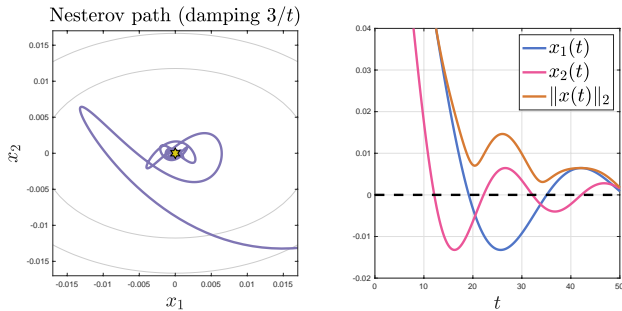 Nesterov path (damping 3/t)
0.015
0.01
0.005
0
-0.005
-0.01
-0.015
x₂
-0.015 -0.01 -0.005 0 0.005 0.01 0.015
x₁
0.04
0.03
0.02
0.01
0
-0.01
-0.02
x₁(t)
x₂(t)
‖x(t)‖₂
0 10 20 30 40 50
t